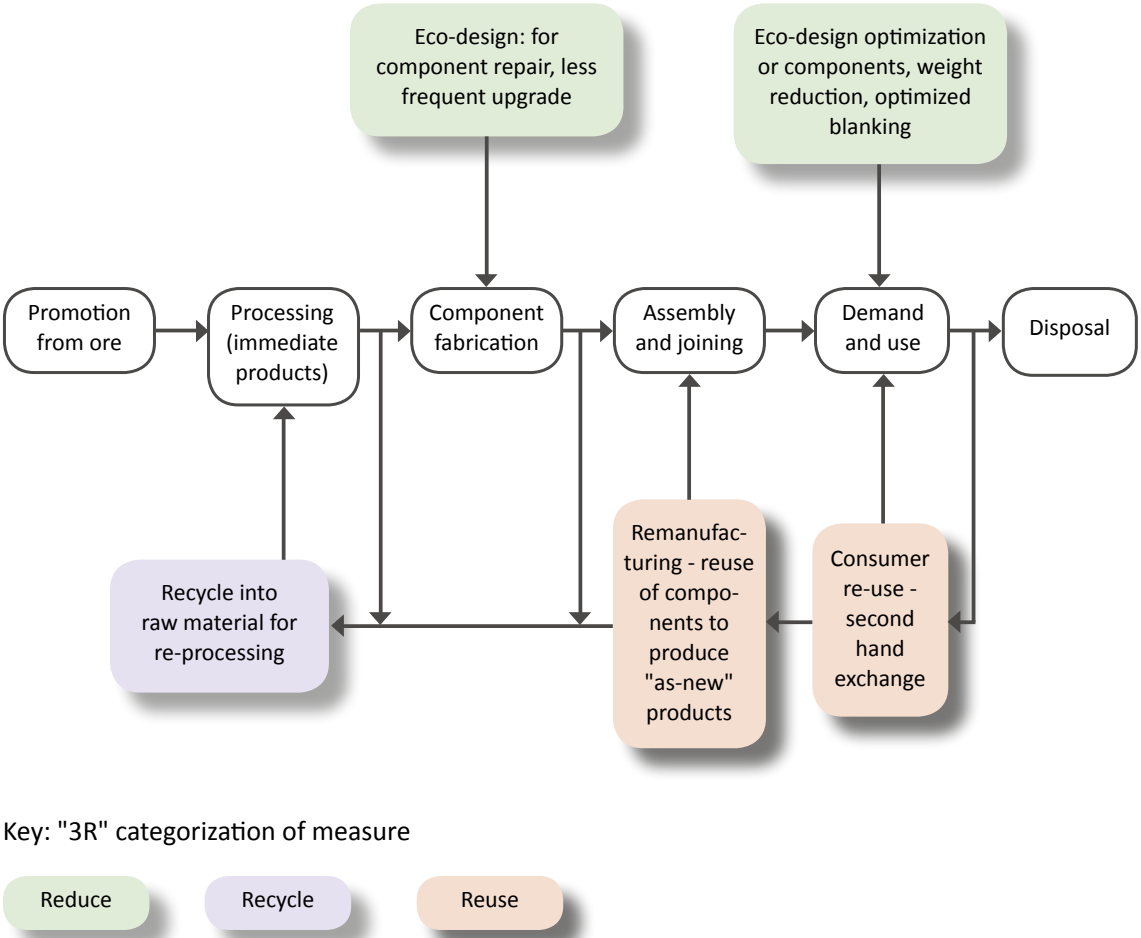 Eco-design: for
component repair, less
frequent upgrade
Eco-design optimization
or components, weight
reduction, optimized
blanking
Promotion
from ore
Processing
(immediate
products)
Component
fabrication
Assembly
and joining
Demand
and use
Disposal
Recycle into
raw material for
re-processing
Remanufac-
turing - reuse
of compo-
nents to
produce
"as-new"
products
Consumer
re-use -
second
hand
exchange
Key: "3R" categorization of measure
Reduce
Recycle
Reuse